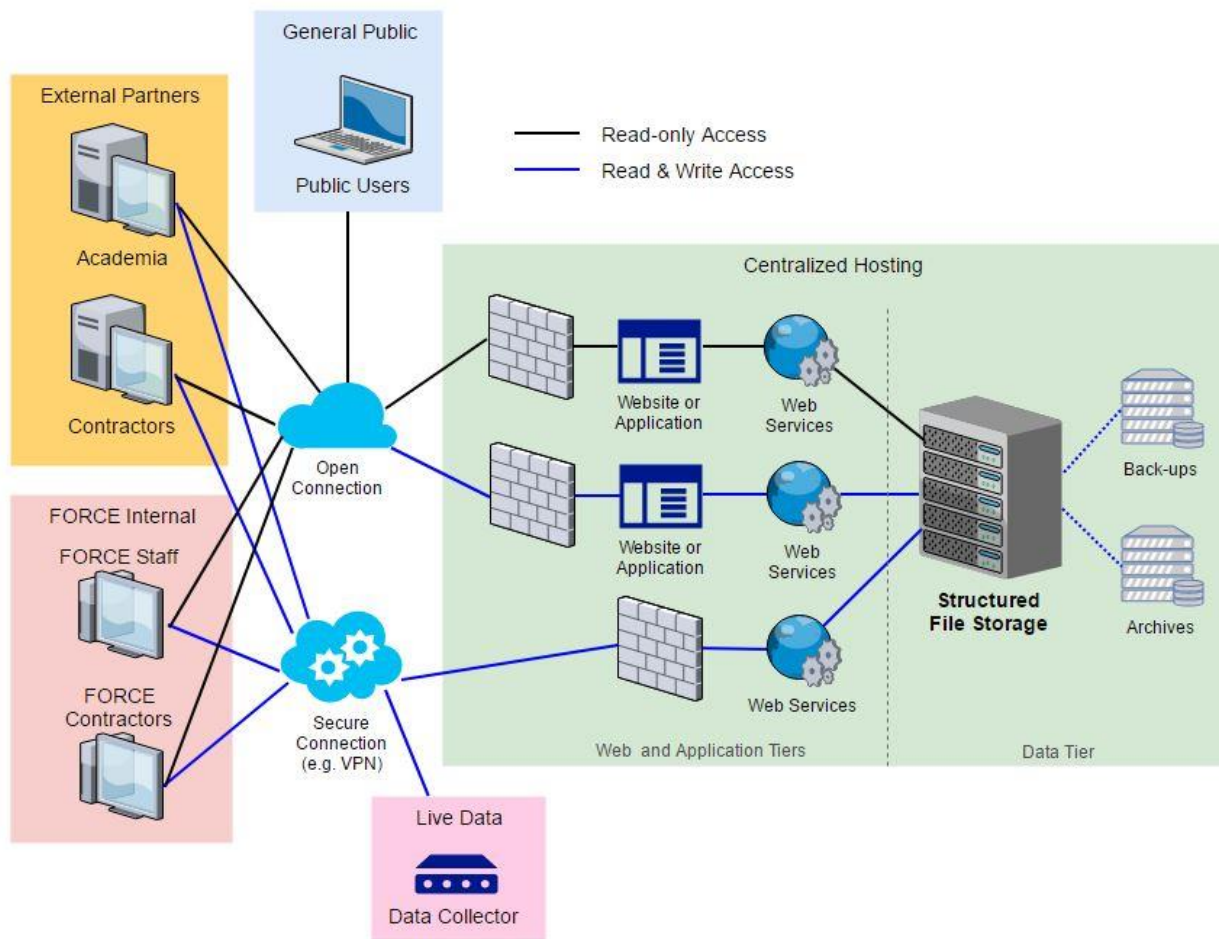 General Public
Public Users
External Partners
Academia
Contractors
Read-only Access
Read & Write Access
Centralized Hosting
Website or
Application
Web
Services
Open
Connection
Website or
Application
Web
Services
Back-ups
Structured
File Storage
Archives
FORCE Internal
FORCE Staff
FORCE
Contractors
Secure
Connection
(e.g. VPN)
Web Services
Web and Application Tiers
Data Tier
Live Data
Data Collector